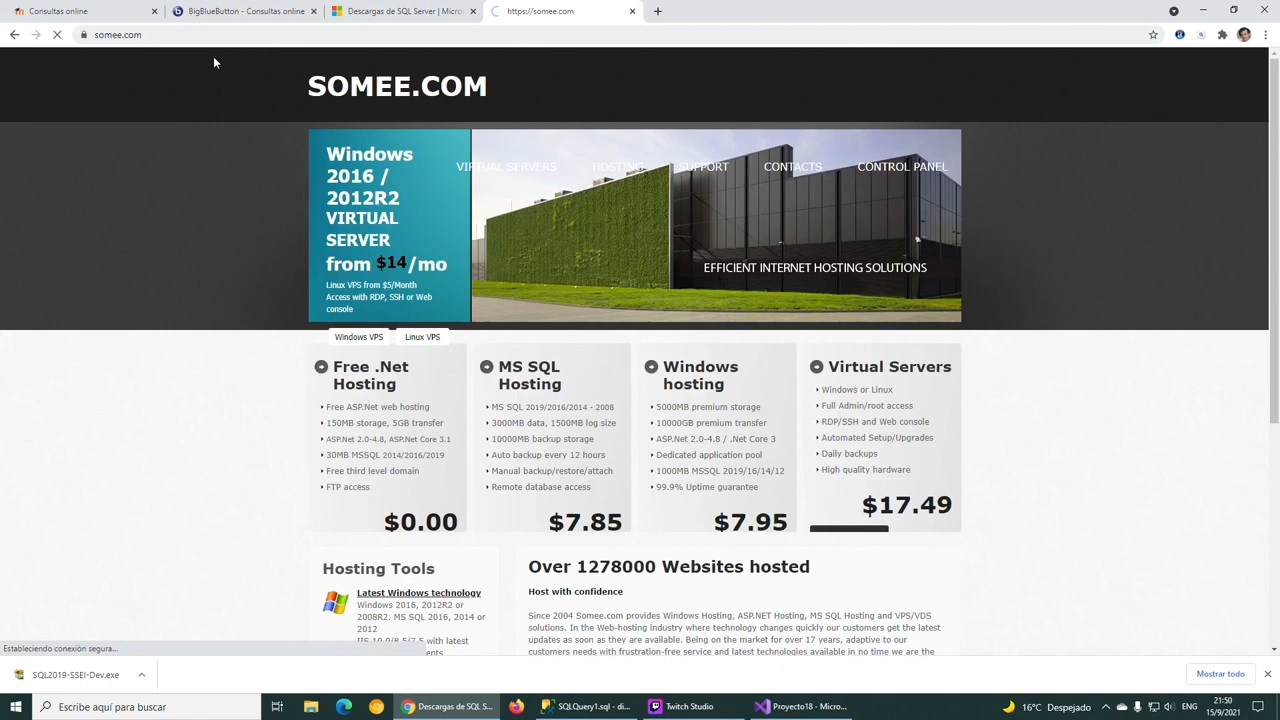 Consultas online
BigBlueButton - Consultas online
Descargas de SQL Server | Micros
https://somee.com
somee.com
SOMEE.COM
VIRTUAL SERVERS HOSTING SUPPORT CONTACTS CONTROL PANEL
Windows
2016 /
2012R2
VIRTUAL
SERVER
from $14/mo
Linux VPS from $5/Month
Access with RDP, SSH or Web
console
EFFICIENT INTERNET HOSTING SOLUTIONS
Windows VPS
Linux VPS
Free .Net
Hosting
Free ASP.Net web hosting
150MB storage, 5GB transfer
ASP.Net 2.0-4.8, ASP.Net Core 3.1
30MB MSSQL 2014/2016/2019
Free third level domain
FTP access
$0.00
MS SQL
Hosting
MS SQL 2019/2016/2014 - 2008
3000MB data, 1500MB log size
10000MB backup storage
Auto backup every 12 hours
Manual backup/restore/attach
Remote database access
$7.85
Windows
hosting
5000MB premium storage
10000GB premium transfer
ASP.Net 2.0-4.8 / .Net Core 3
Dedicated application pool
1000MB MSSQL 2019/16/14/12
99.9% Uptime guarantee
$7.95
Virtual Servers
Windows or Linux
Full Admin/root access
RDP/SSH and Web console
Automated Setup/Upgrades
Daily backups
High quality hardware
$17.49
Hosting Tools
Latest Windows technology
Windows 2016, 2012R2 or
2008R2. MS SQL 2016, 2014 or
2012
IIS 10.0/8.5/7.5 with latest
Over 1278000 Websites hosted
Host with confidence
Since 2004 Somee.com provides Windows Hosting, ASP.NET Hosting, MS SQL Hosting and VPS/VDS
solutions. In the Web-hosting industry where technology changes quickly our customers get the latest
updates as soon as they are available. Being on the market for over 17 years, adaptive to our
customers needs with frustration-free service and latest technologies available in no time we are the
Estableciendo conexión segura...
SQL2019-SSEI-Dev.exe
Mostrar todo
Escribe aquí para buscar
Descargas de SQL S...
SQLQuery1.sql - di...
Twitch Studio
Proyecto18 - Micro...
16°C Despejado
21:50
15/9/2021